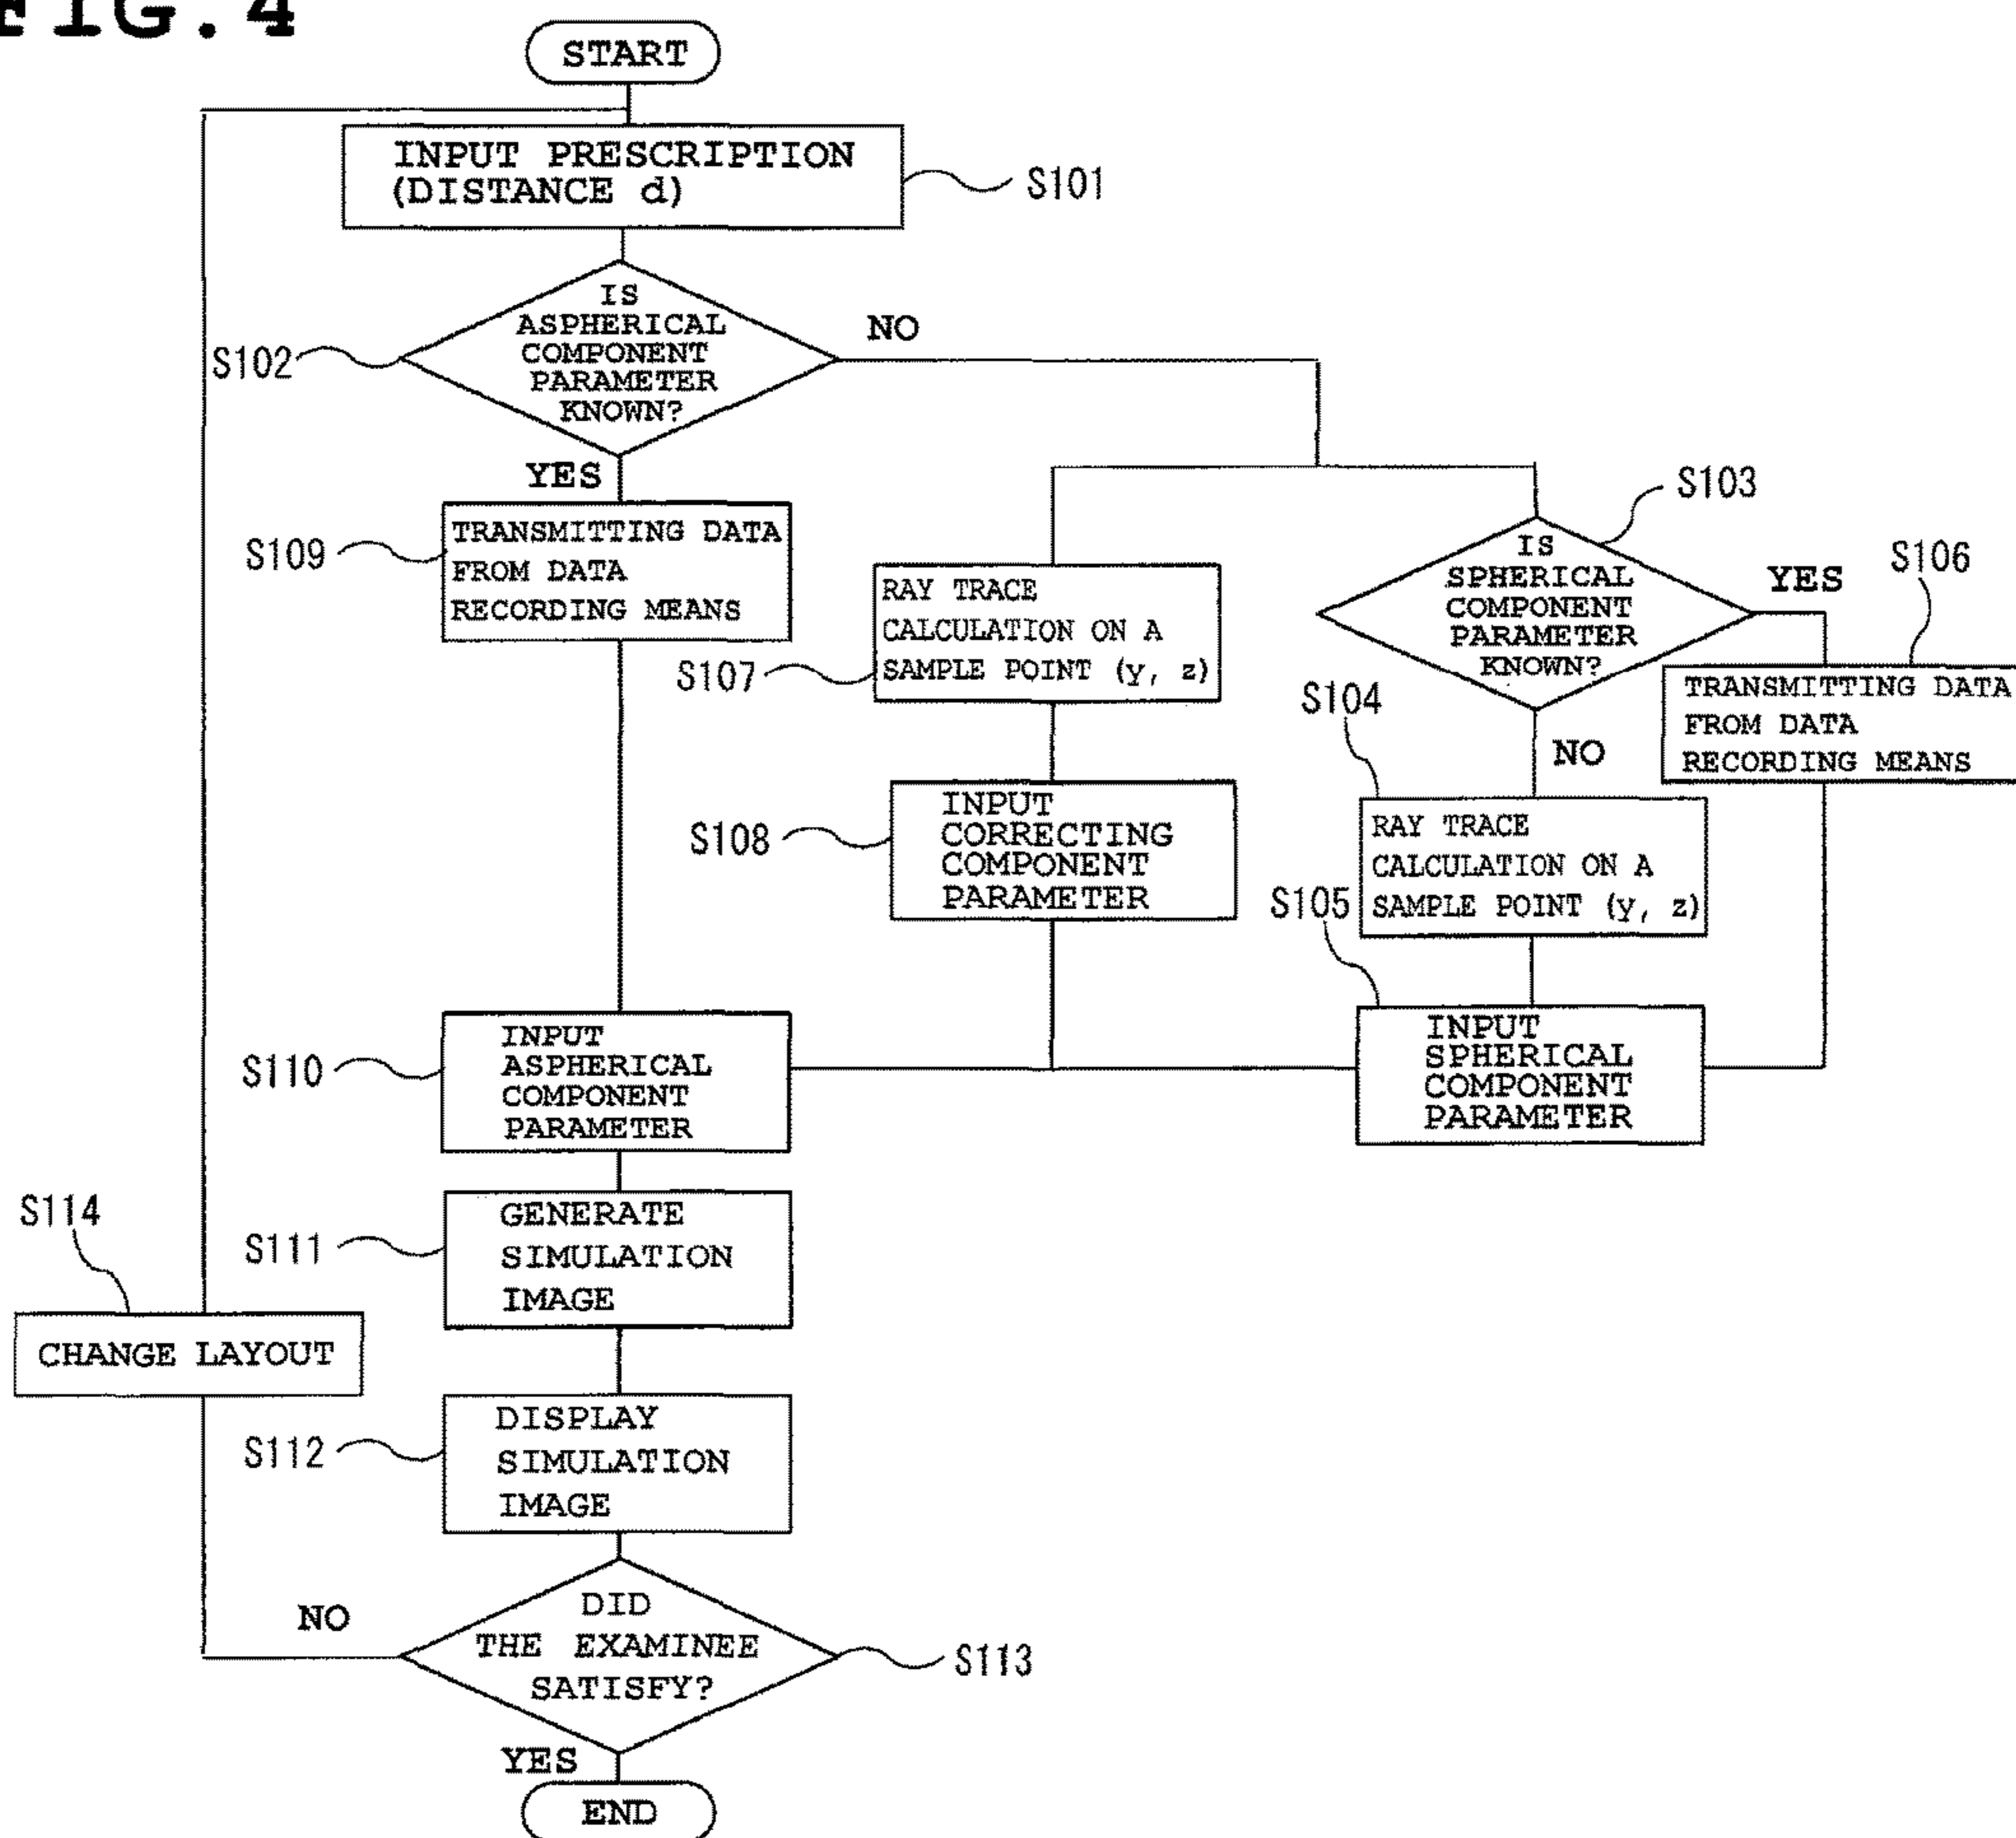 FIG.4
START
INPUT PRESCRIPTION
(DISTANCE d)
S101
IS
ASPHERICAL
COMPONENT
PARAMETER
KNOWN?
S102
NO
YES
TRANSMITTING DATA
FROM DATA
RECORDING MEANS
S109
RAY TRACE
CALCULATION ON A
SAMPLE POINT (y, z)
S107
INPUT
CORRECTING
COMPONENT
PARAMETER
S108
S103
IS
SPHERICAL
COMPONENT
PARAMETER
KNOWN?
YES
S106
TRANSMITTING DATA
FROM DATA
RECORDING MEANS
NO
S104
RAY TRACE
CALCULATION ON A
SAMPLE POINT (y, z)
S105
INPUT
SPHERICAL
COMPONENT
PARAMETER
S110
INPUT
ASPHERICAL
COMPONENT
PARAMETER
S111
GENERATE
SIMULATION
IMAGE
S114
CHANGE LAYOUT
S112
DISPLAY
SIMULATION
IMAGE
NO
DID
THE EXAMINEE
SATISFY?
S113
YES
END